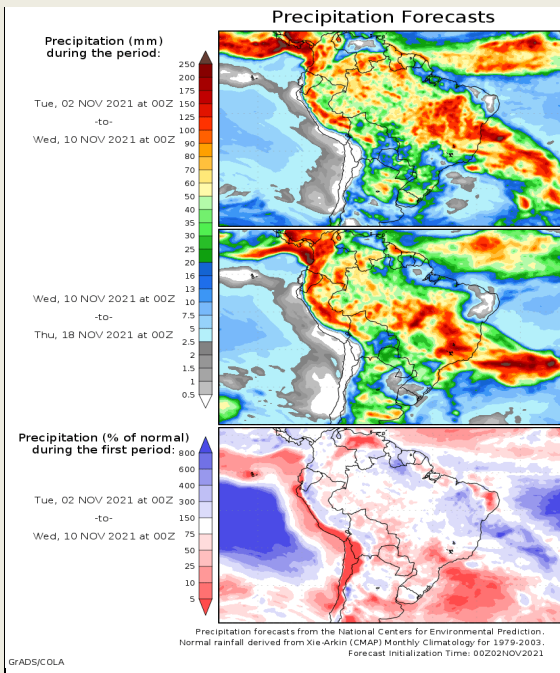 Precipitation Forecasts
Precipitation (mm)
during the period:
250
200
175
150
125
100
90
80
70
60
50
40
35
30
25
20
16
13
10
7.5
5
2.5
2
1.5
1
0.5
Tue, 02 NOV 2021 at 00Z
-to-
Wed, 10 NOV 2021 at 00Z
Wed, 10 NOV 2021 at 00Z
-to-
Thu, 18 NOV 2021 at 00Z
Precipitation (% of normal)
during the first period:
800
600
400
300
150
75
50
25
10
5
Tue, 02 NOV 2021 at 00Z
-to-
Wed, 10 NOV 2021 at 00Z
Precipitation forecasts from the National Centers for Environmental Prediction.
Normal rainfall derived from Xie-Arkin (CMAP) Monthly Climatology for 1979-2003.
Forecast Initialization Time: 00Z02NOV2021
GrADS/COLA